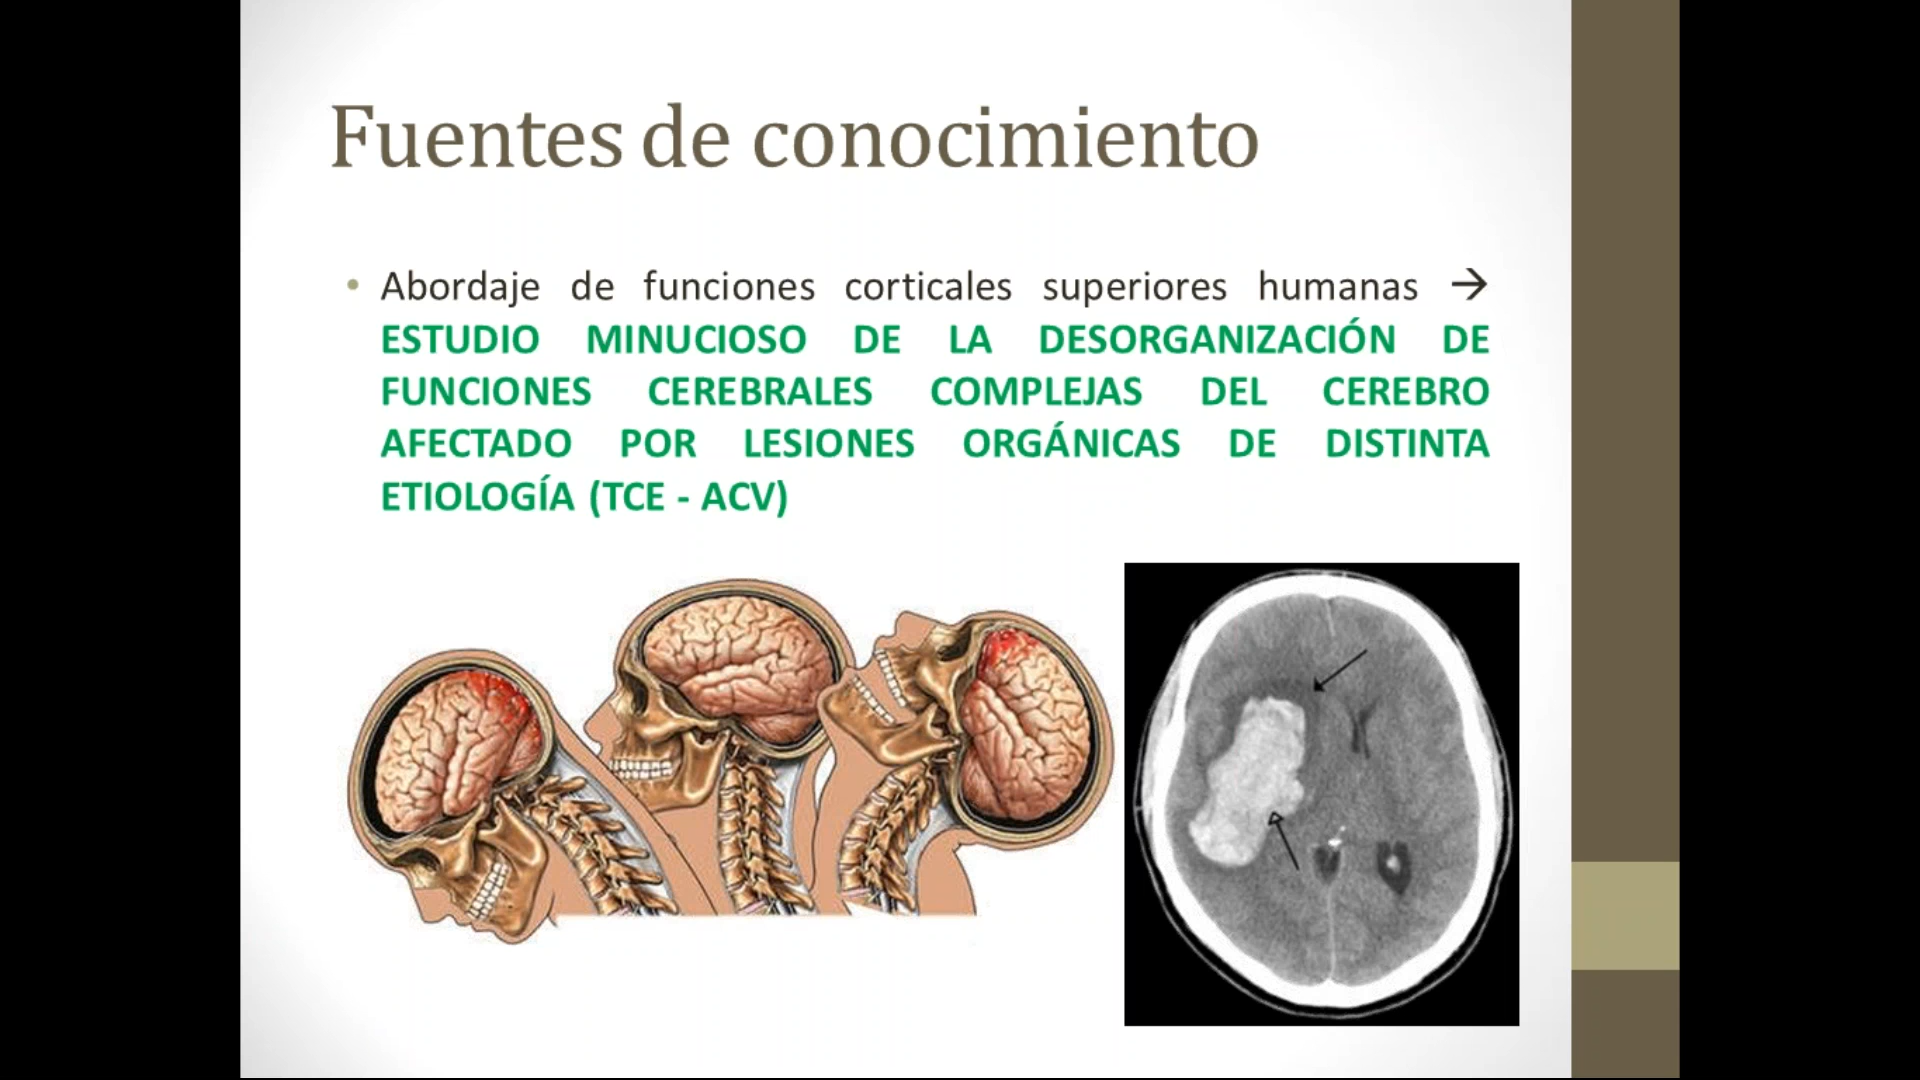 Fuentes de conocimiento
• Abordaje de funciones corticales superiores humanas →
ESTUDIO MINUCIOSO DE LA DESORGANIZACIÓN DE
FUNCIONES CEREBRALES COMPLEJAS DEL CEREBRO
AFECTADO POR LESIONES ORGÁNICAS DE DISTINTA
ETIOLOGÍA (TCE - ACV)